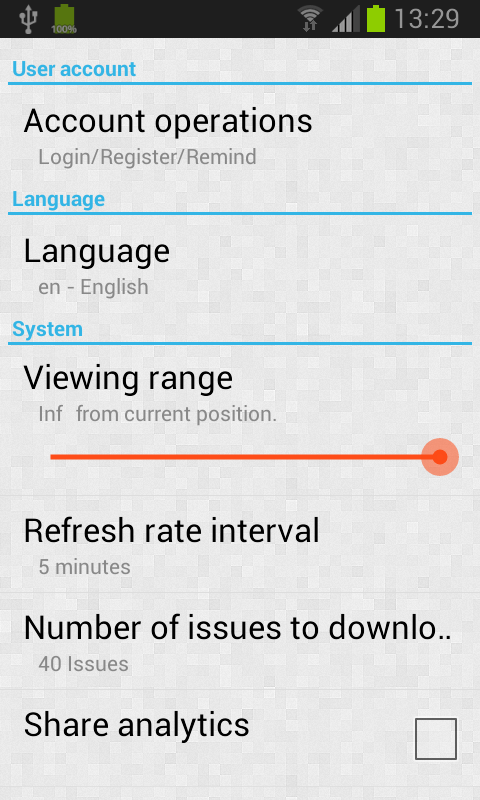 100%
13:29
User account
Account operations
Login/Register/Remind
Language
Language
en - English
System
Viewing range
Inf from current position.
Refresh rate interval
5 minutes
Number of issues to downlo..
40 Issues
Share analytics